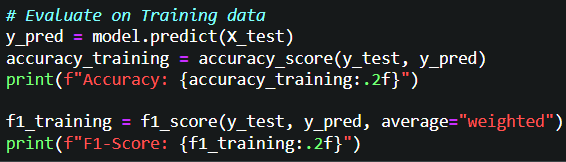 # Evaluate on Training data
y_pred = model.predict(X_test)
accuracy_training = accuracy_score(y_test, y_pred)
print(f"Accuracy: {accuracy_training:.2f}")
f1_training = f1_score(y_test, y_pred, average="weighted")
print(f"F1-Score: {f1_training:.2f}")